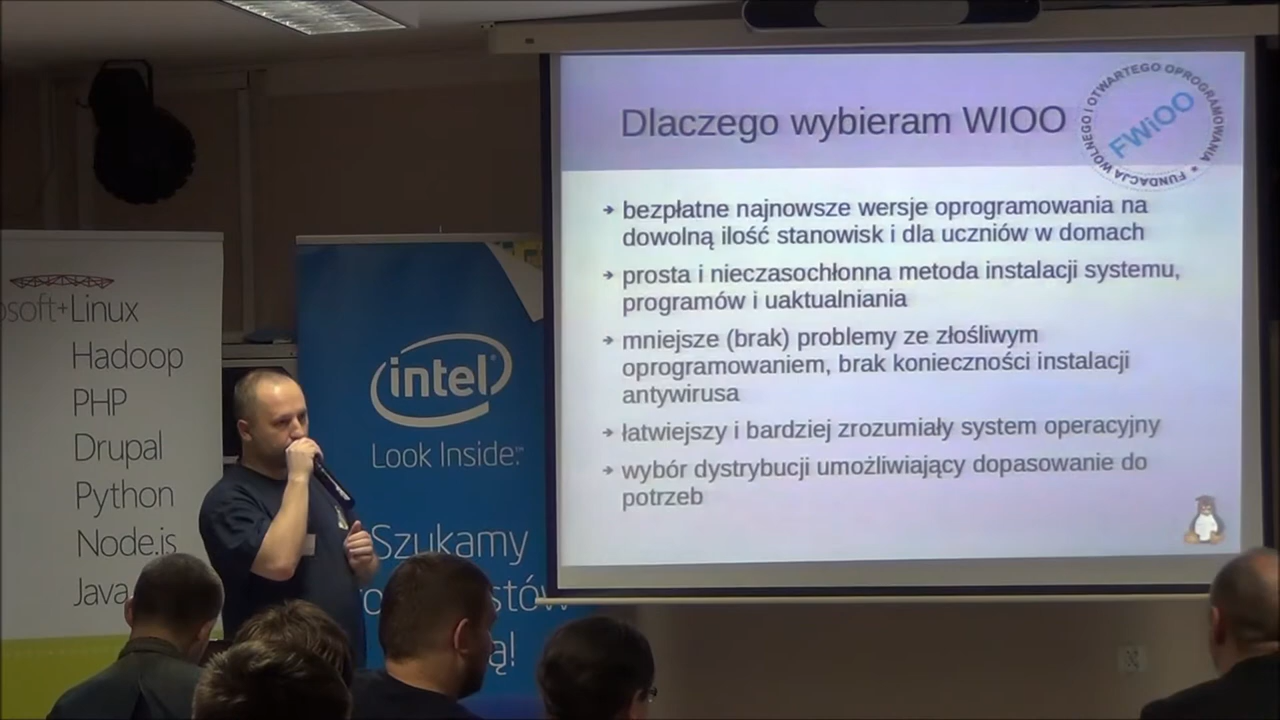 Dlaczego wybieram WIOO
FUNDACJA WOLNEGO I OTWARTEGO OPROGRAMOWANIA
FWiOO
bezpłatne najnowsze wersje oprogramowania na
dowolną ilość stanowisk i dla uczniów w domach
prosta i nieczasochłonna metoda instalacji systemu,
programów i uaktualniania
mniejsze (brak) problemy ze złośliwym
oprogramowaniem, brak konieczności instalacji
antywirusa
łatwiejszy i bardziej zrozumiały system operacyjny
wybór dystrybucji umożliwiający dopasowanie do
potrzeb
osoft+Linux
Hadoop
PHP
Drupal
Python
Node.js
Java
intel®
Look Inside.™
Szukamy
stów
ą!